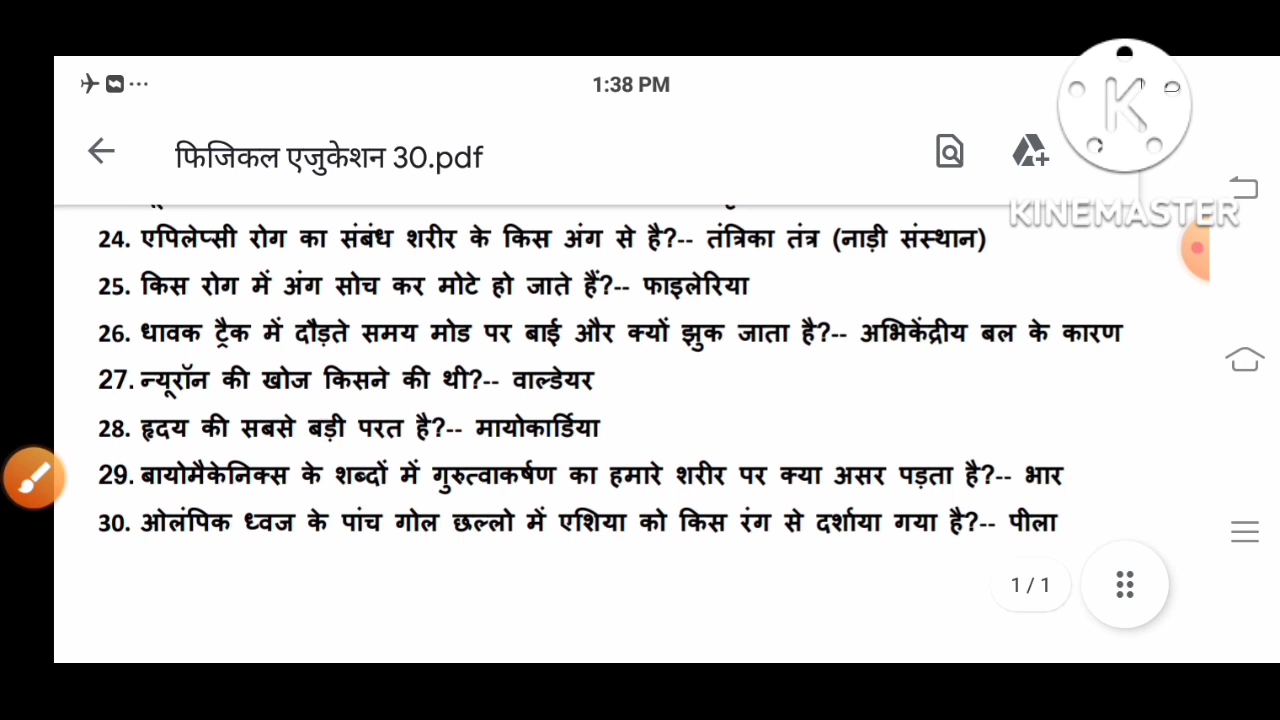 1:38 PM
फिजिकल एजुकेशन 30.pdf
K
KINEMASTER
24. एपिलेप्सी रोग का संबंध शरीर के किस अंग से है?-- तंत्रिका तंत्र (नाड़ी संस्थान)
25. किस रोग में अंग सोच कर मोटे हो जाते हैं?-- फाइलेरिया
26. धावक ट्रैक में दौड़ते समय मोड पर बाई और क्यों झुक जाता है?-- अभिकेंद्रीय बल के कारण
27. न्यूरॉन की खोज किसने की थी?-- वाल्डेयर
28. हृदय की सबसे बड़ी परत है?-- मायोकार्डिया
29. बायोमैकेनिक्स के शब्दों में गुरुत्वाकर्षण का हमारे शरीर पर क्या असर पड़ता है?-- भार
30. ओलंपिक ध्वज के पांच गोल छल्लो में एशिया को किस रंग से दर्शाया गया है?-- पीला
1 / 1